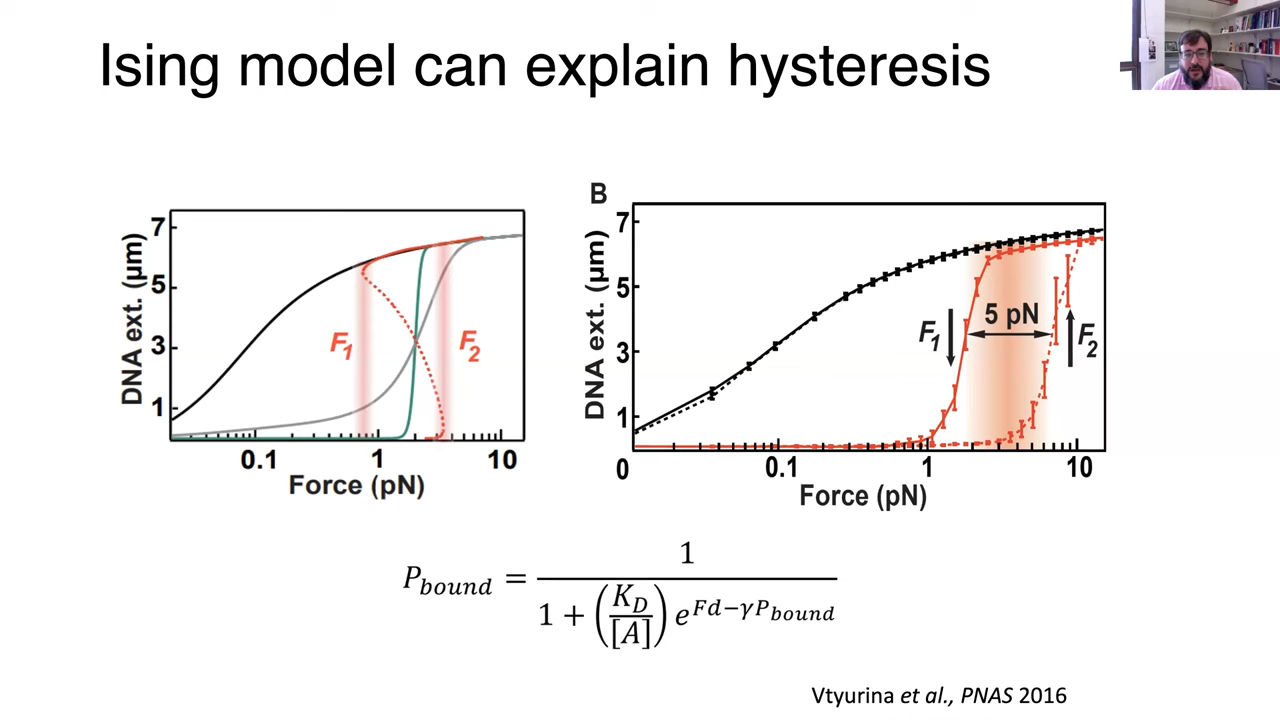 Ising model can explain hysteresis
7
5
3
1
DNA ext. (μm)
F1
F2
0.1 1 10
Force (pN)
B
7
5
3
1
0
DNA ext. (μm)
F1
5 pN
F2
0.1 1 10
Force (pN)
P_bound = 1 / (1 + (K_D/[A]) e^{Fd−γP_bound})
Vtyurina et al., PNAS 2016